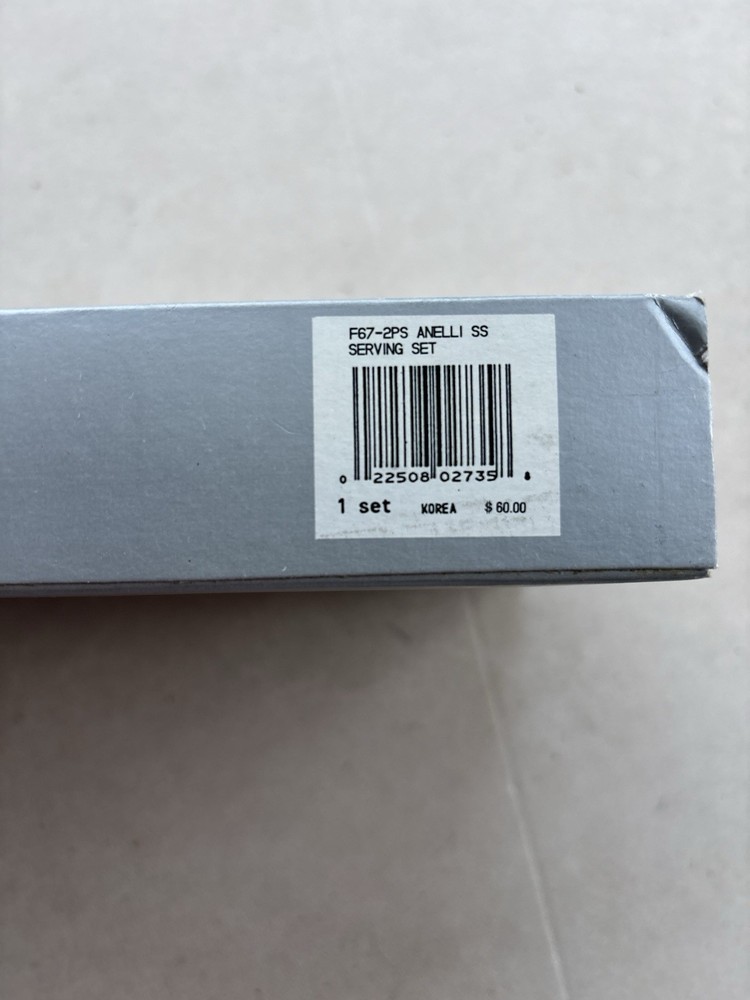 F67-2PS ANELLI SS
SERVING SET
0 22508 02735 8
1 set KOREA $ 60.00